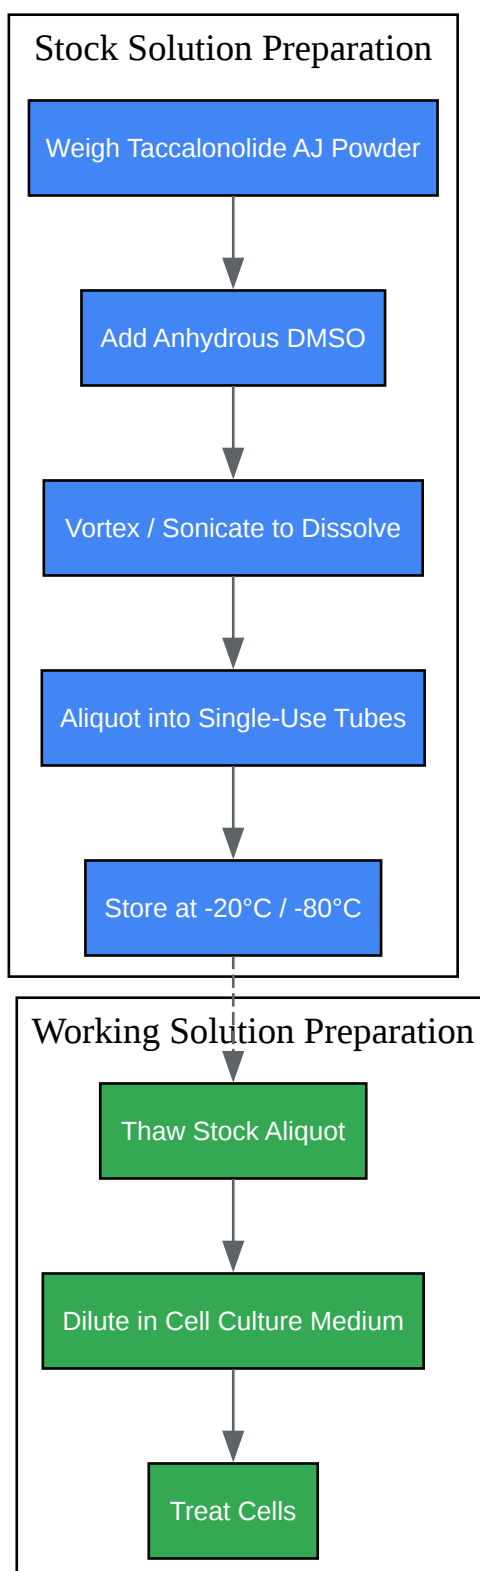 Stock Solution Preparation
Weigh Taccalonolide AJ Powder
Add Anhydrous DMSO
Vortex / Sonicate to Dissolve
Aliquot into Single-Use Tubes
Store at -20°C / -80°C
Working Solution Preparation
Thaw Stock Aliquot
Dilute in Cell Culture Medium
Treat Cells